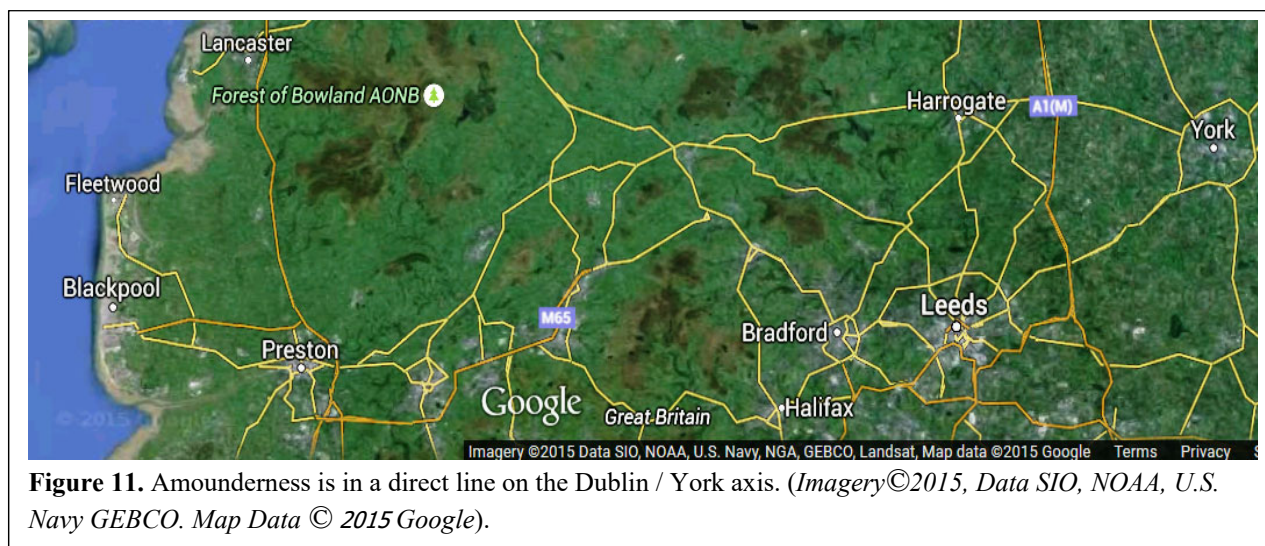 Lancaster
Forest of Bowland AONB
Harrogate
A1(M)
York
Fleetwood
Blackpool
M65
Leeds
Bradford
Preston
Google
Great Britain
Halifax
© 2015
Imagery ©2015 Data SIO, NOAA, U.S. Navy, NGA, GEBCO, Landsat, Map data ©2015 Google Terms Privacy S
Figure 11. Amounderness is in a direct line on the Dublin / York axis. (Imagery©2015, Data SIO, NOAA, U.S.
Navy GEBCO. Map Data © 2015 Google).